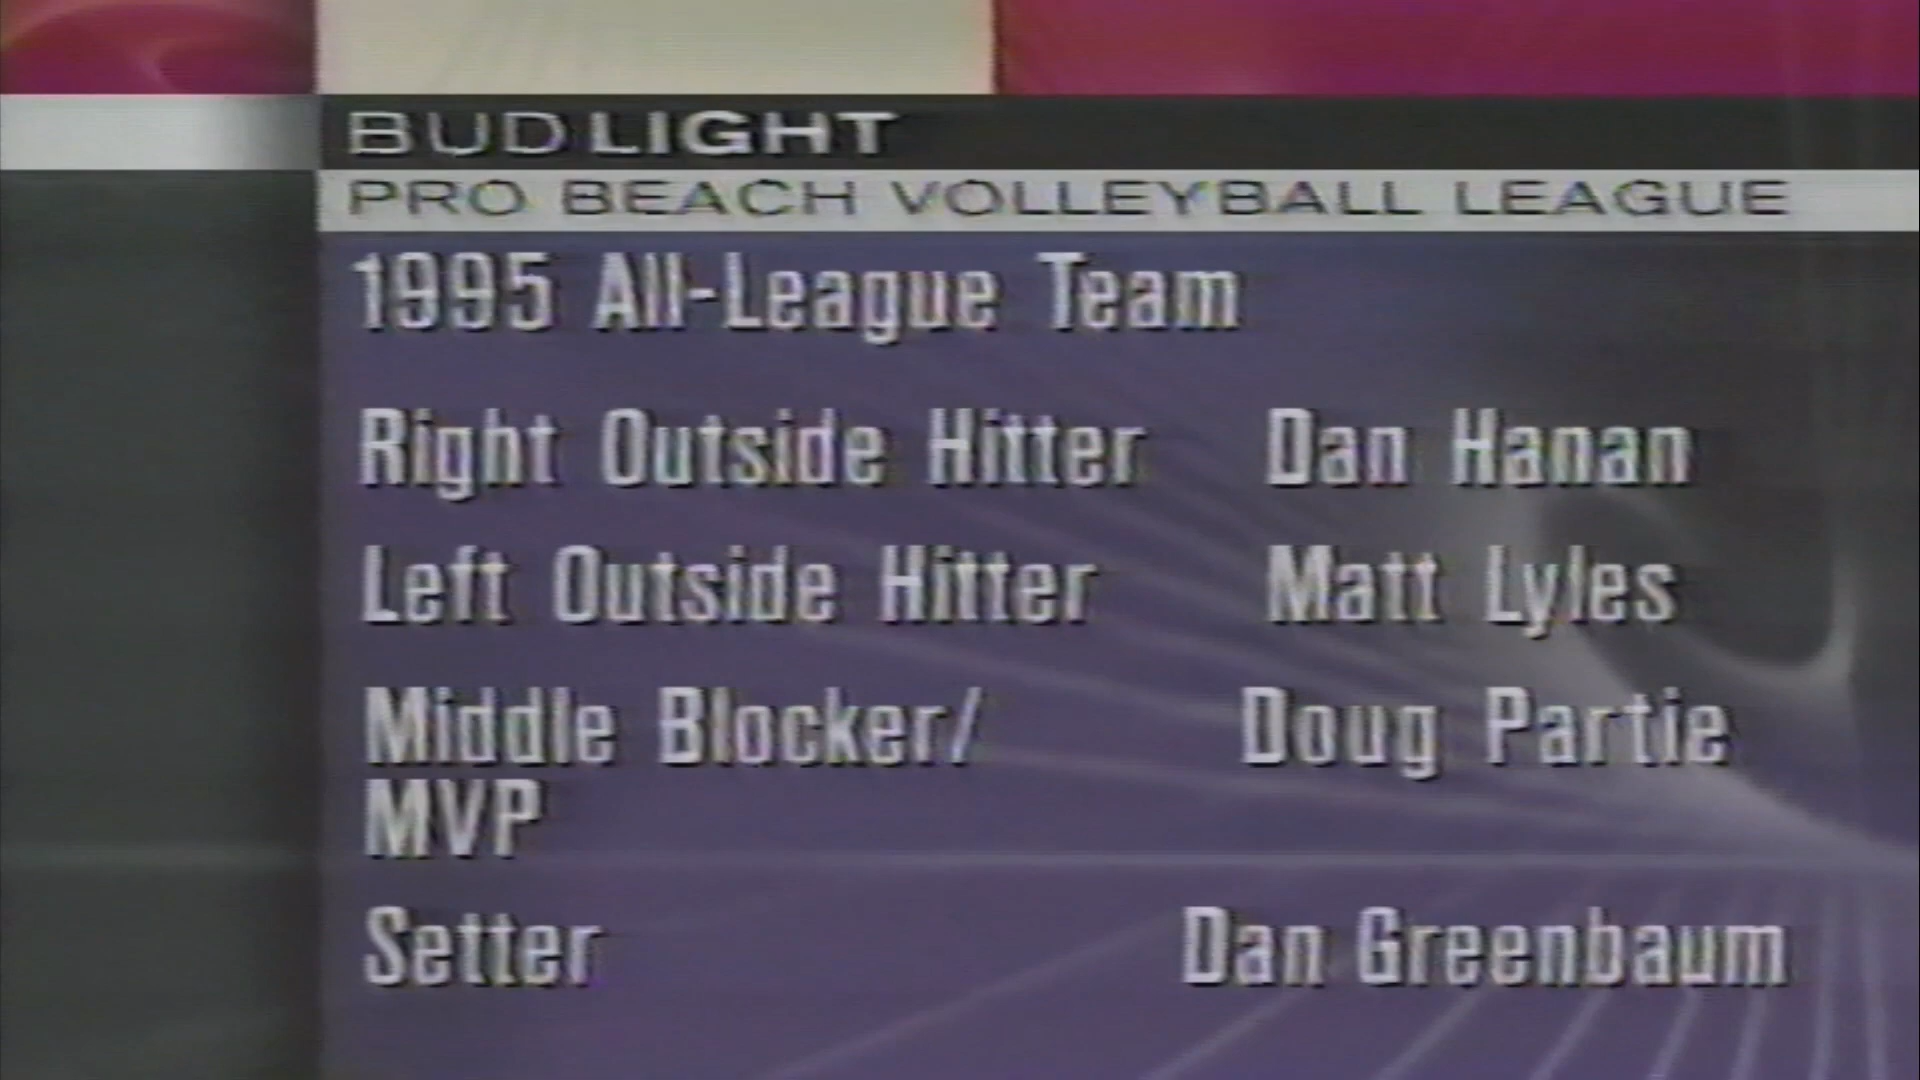 BUD LIGHT
PRO BEACH VOLLEYBALL LEAGUE
1995 All-League Team
Right Outside Hitter Dan Hanan
Left Outside Hitter Matt Lyles
Middle Blocker/ Doug Partie
MVP
Setter Dan Greenbaum